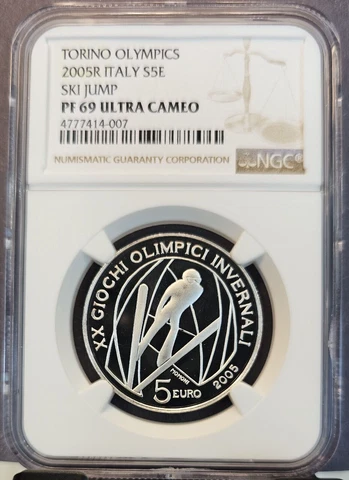 TORINO OLYMPICS
2005R ITALY S5E
SKI JUMP
PF 69 ULTRA CAMEO
4777414-007
NUMISMATIC GUARANTY CORPORATION
NGC
XX GIOCHI OLIMPICI INVERNALI
2005
MOMONI
5 EURO